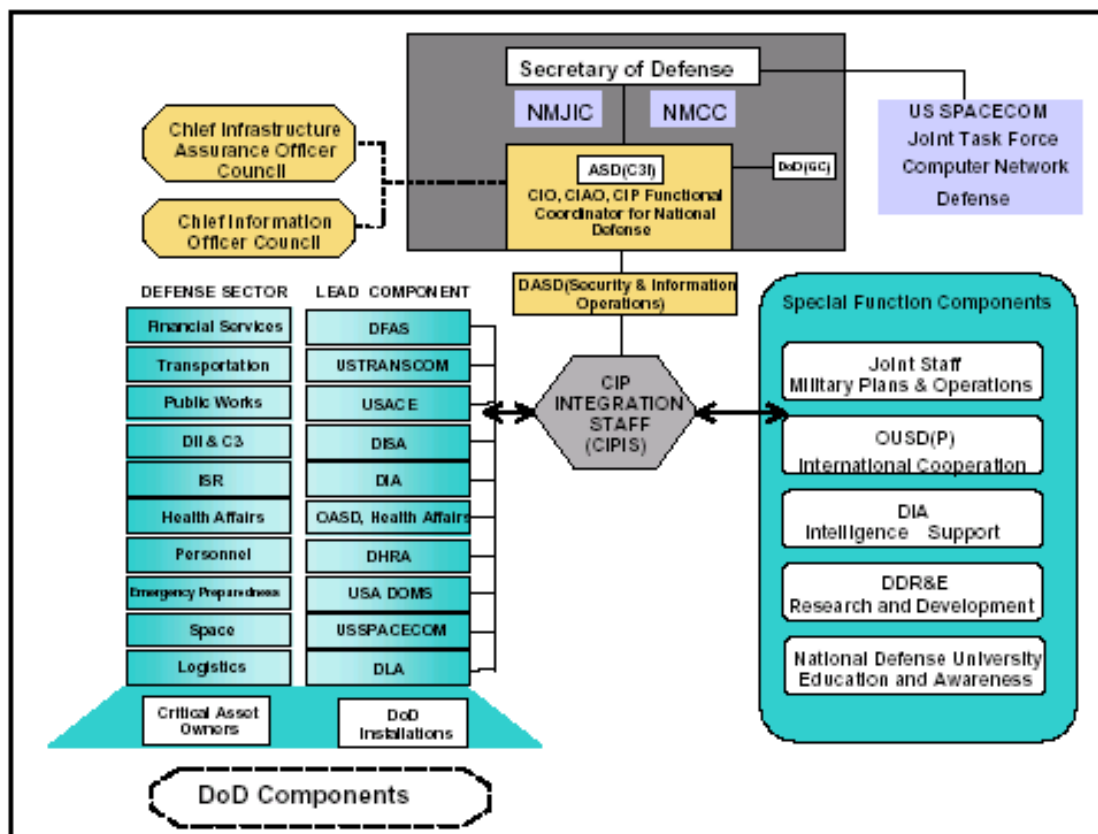 Secretary of Defense
NMJIC
NMCC
US SPACECOM
Joint Task Force
Computer Network
Defense
Chief Infrastructure
Assurance Officer
Council
Chief Information
Officer Council
ASD(C3I)
CIO, CIAO, CIP Functional
Coordinator for National
Defense
DoD(GC)
DASD(Security & Information
Operations)
DEFENSE SECTOR
LEAD COMPONENT
Financial Services
DFAS
Transportation
USTRANSCOM
Public Works
USACE
DII & C3
DISA
ISR
DIA
Health Affairs
OASD, Health Affairs
Personnel
DHRA
Emergency Preparedness
USA DOMS
Space
USSPACECOM
Logistics
DLA
Critical Asset
Owners
DoD
Installations
DoD Components
CIP
INTEGRATION
STAFF
(CIPIS)
Special Function Components
Joint Staff
Military Plans & Operations
OUSD(P)
International Cooperation
DIA
Intelligence Support
DDR&E
Research and Development
National Defense University
Education and Awareness